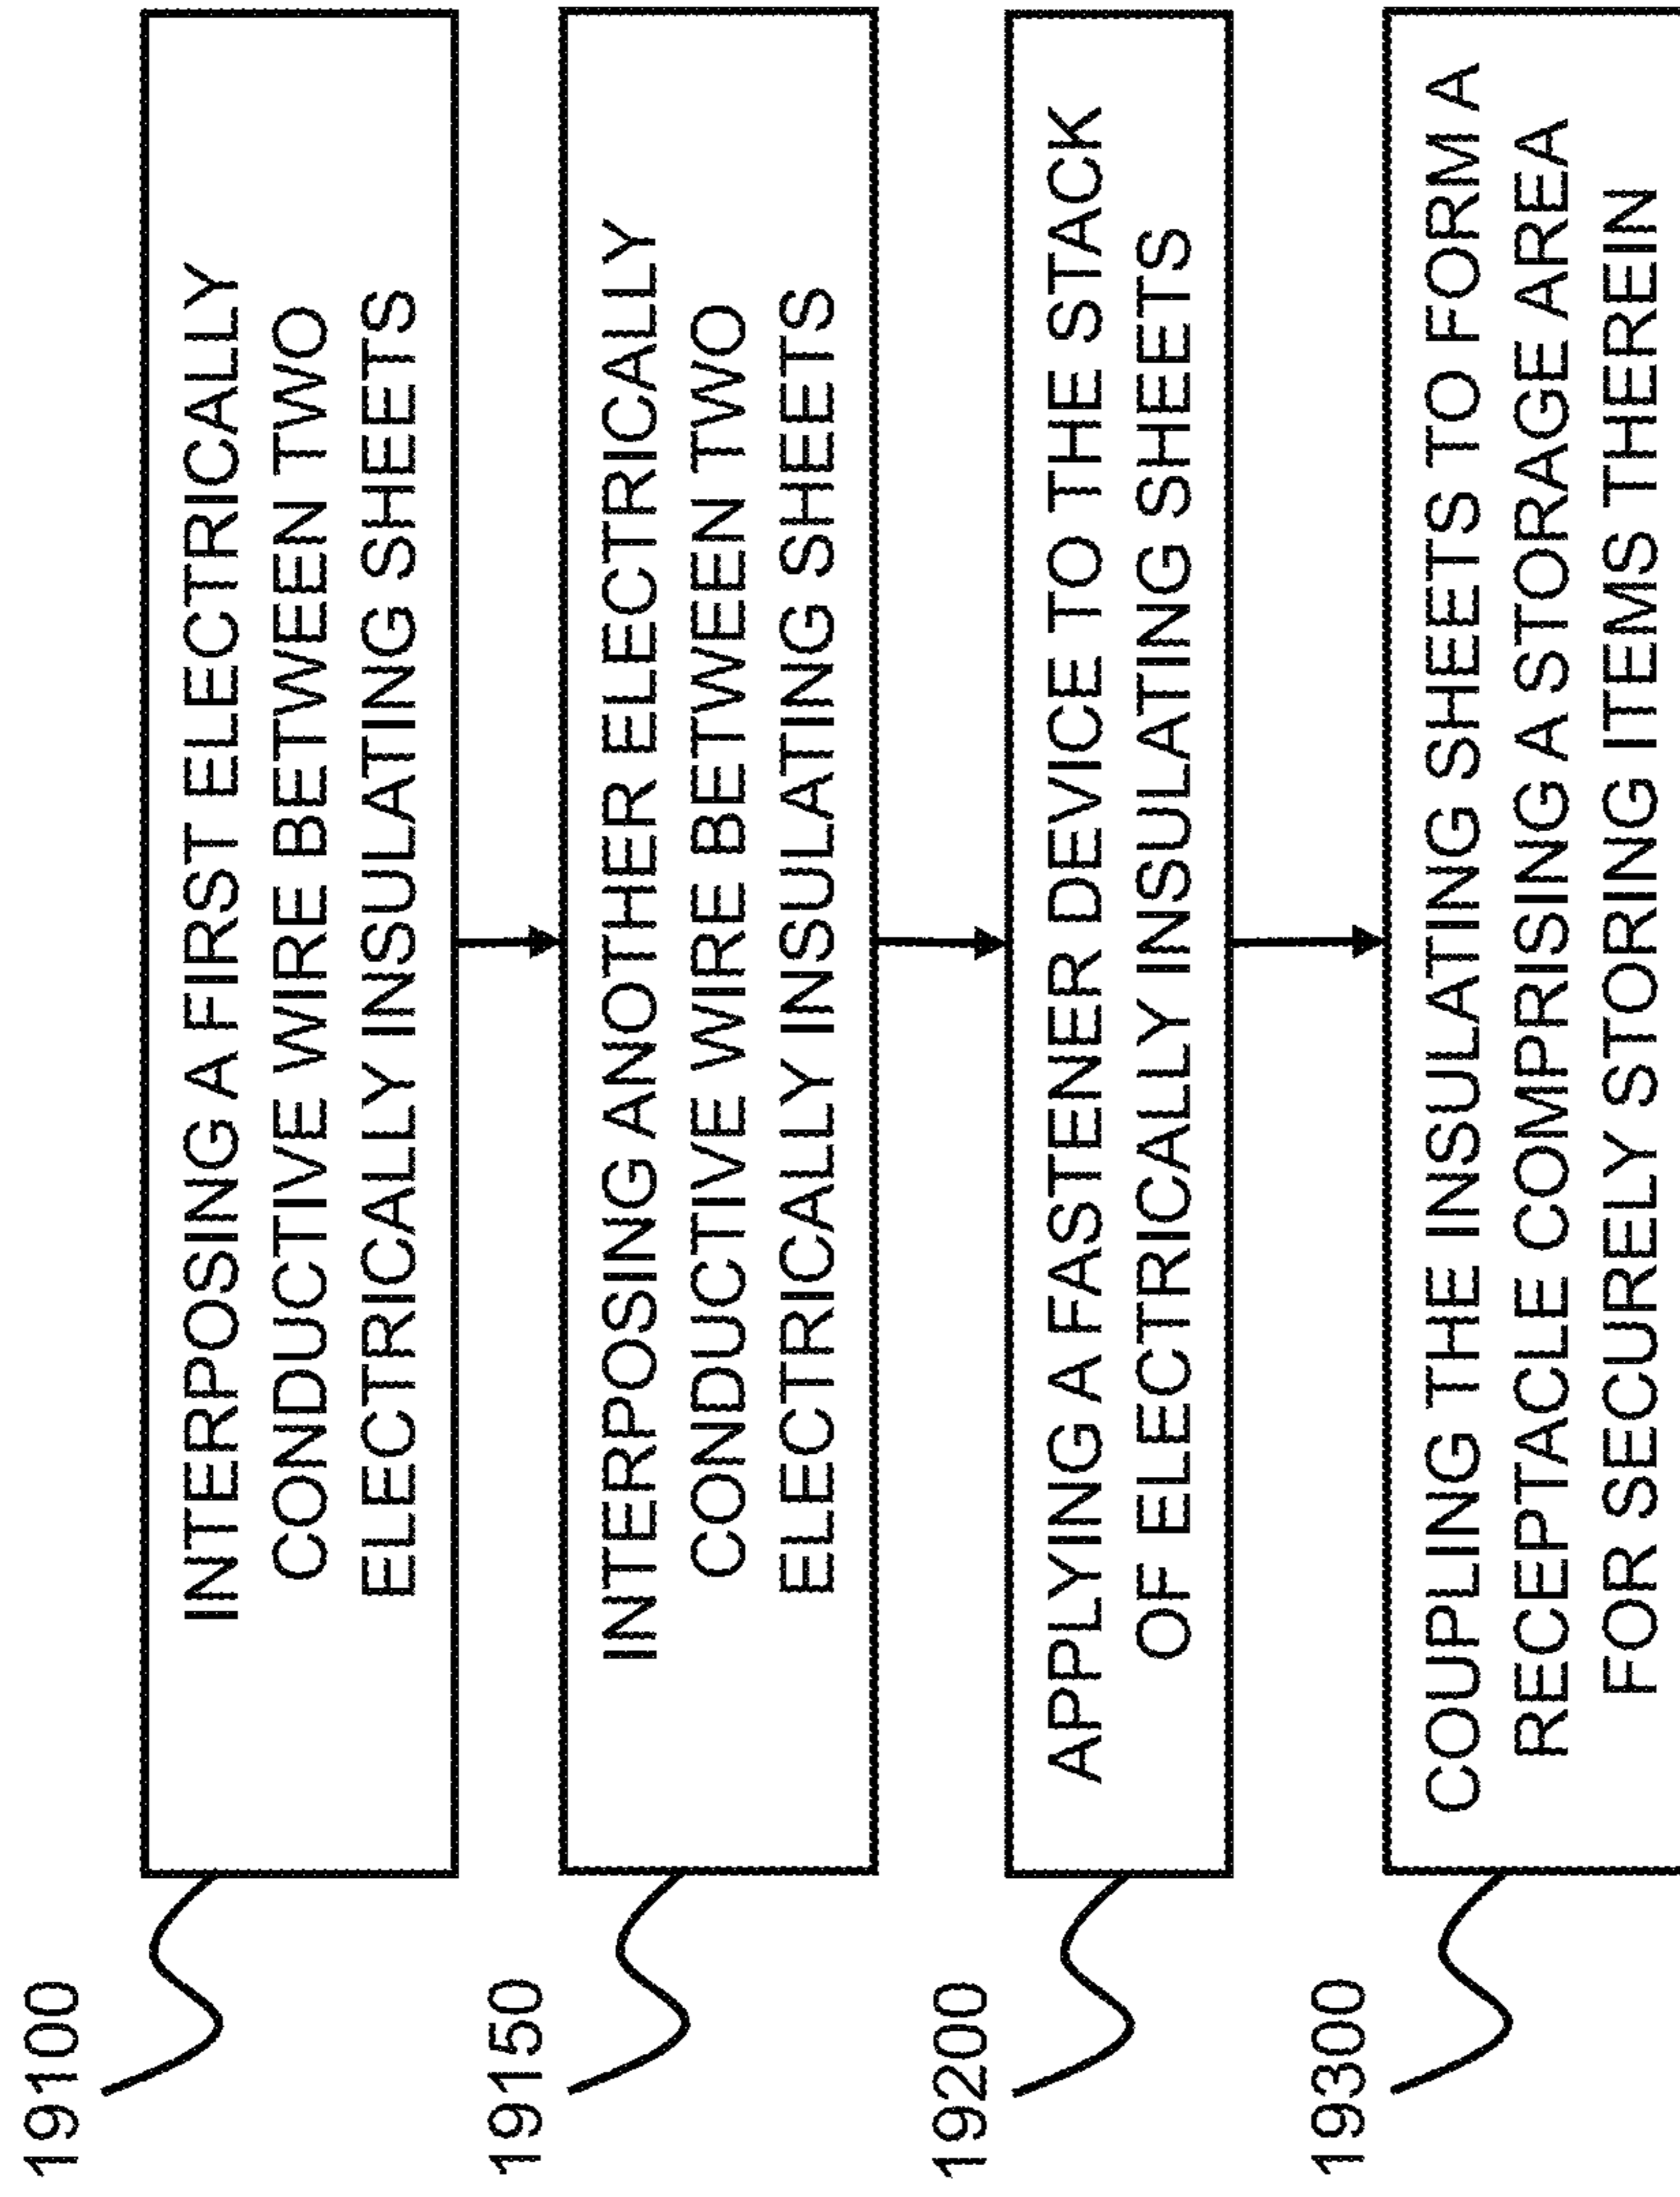 19100
INTERPOSING A FIRST ELECTRICALLY
CONDUCTIVE WIRE BETWEEN TWO
ELECTRICALLY INSULATING SHEETS
19150
INTERPOSING ANOTHER ELECTRICALLY
CONDUCTIVE WIRE BETWEEN TWO
ELECTRICALLY INSULATING SHEETS
19200
APPLYING A FASTENER DEVICE TO THE STACK
OF ELECTRICALLY INSULATING SHEETS
19300
COUPLING THE INSULATING SHEETS TO FORM A
RECEPTACLE COMPRISING A STORAGE AREA
FOR SECURELY STORING ITEMS THEREIN